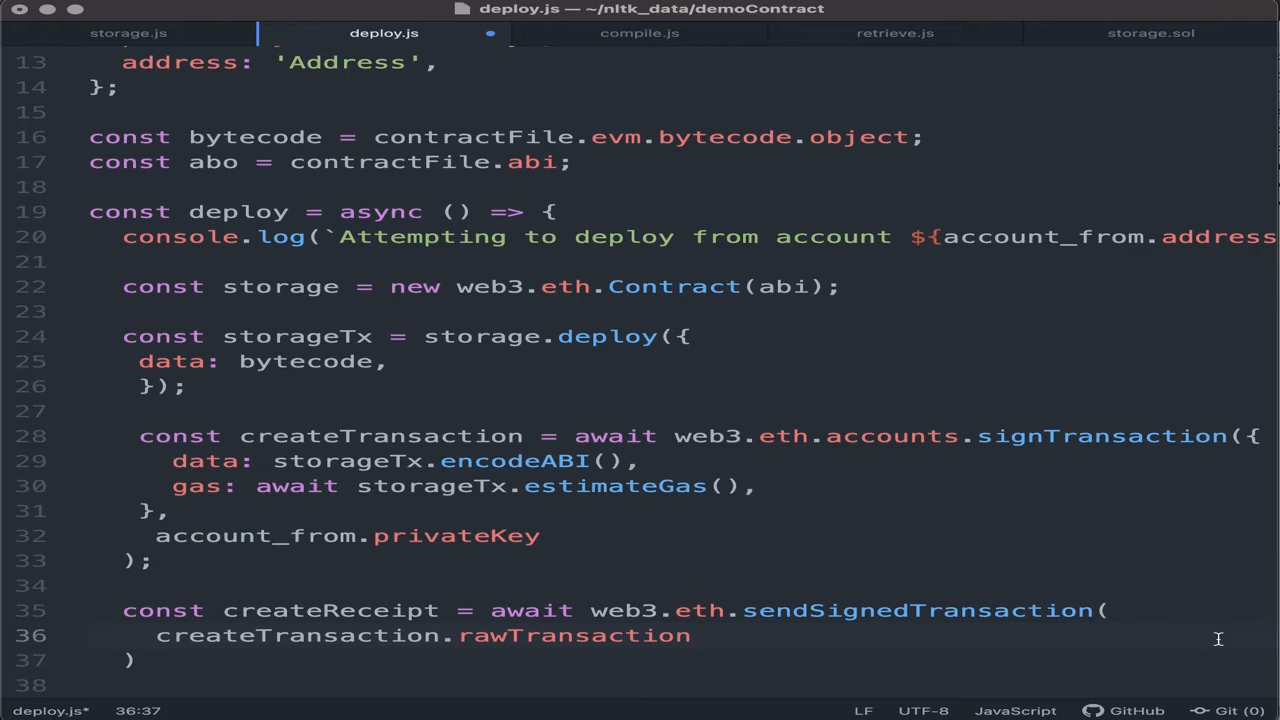 deploy.js — ~/nltk_data/demoContract
storage.js deploy.js compile.js retrieve.js storage.sol
13 address: 'Address',
14 };
15
16 const bytecode = contractFile.evm.bytecode.object;
17 const abo = contractFile.abi;
18
19 const deploy = async () => {
20 console.log(`Attempting to deploy from account ${account_from.address
21
22 const storage = new web3.eth.Contract(abi);
23
24 const storageTx = storage.deploy({
25 data: bytecode,
26 });
27
28 const createTransaction = await web3.eth.accounts.signTransaction({
29 data: storageTx.encodeABI(),
30 gas: await storageTx.estimateGas(),
31 },
32 account_from.privateKey
33 );
34
35 const createReceipt = await web3.eth.sendSignedTransaction(
36 createTransaction.rawTransaction
37 )
38
deploy.js* 36:37 LF UTF-8 JavaScript GitHub Git (0)